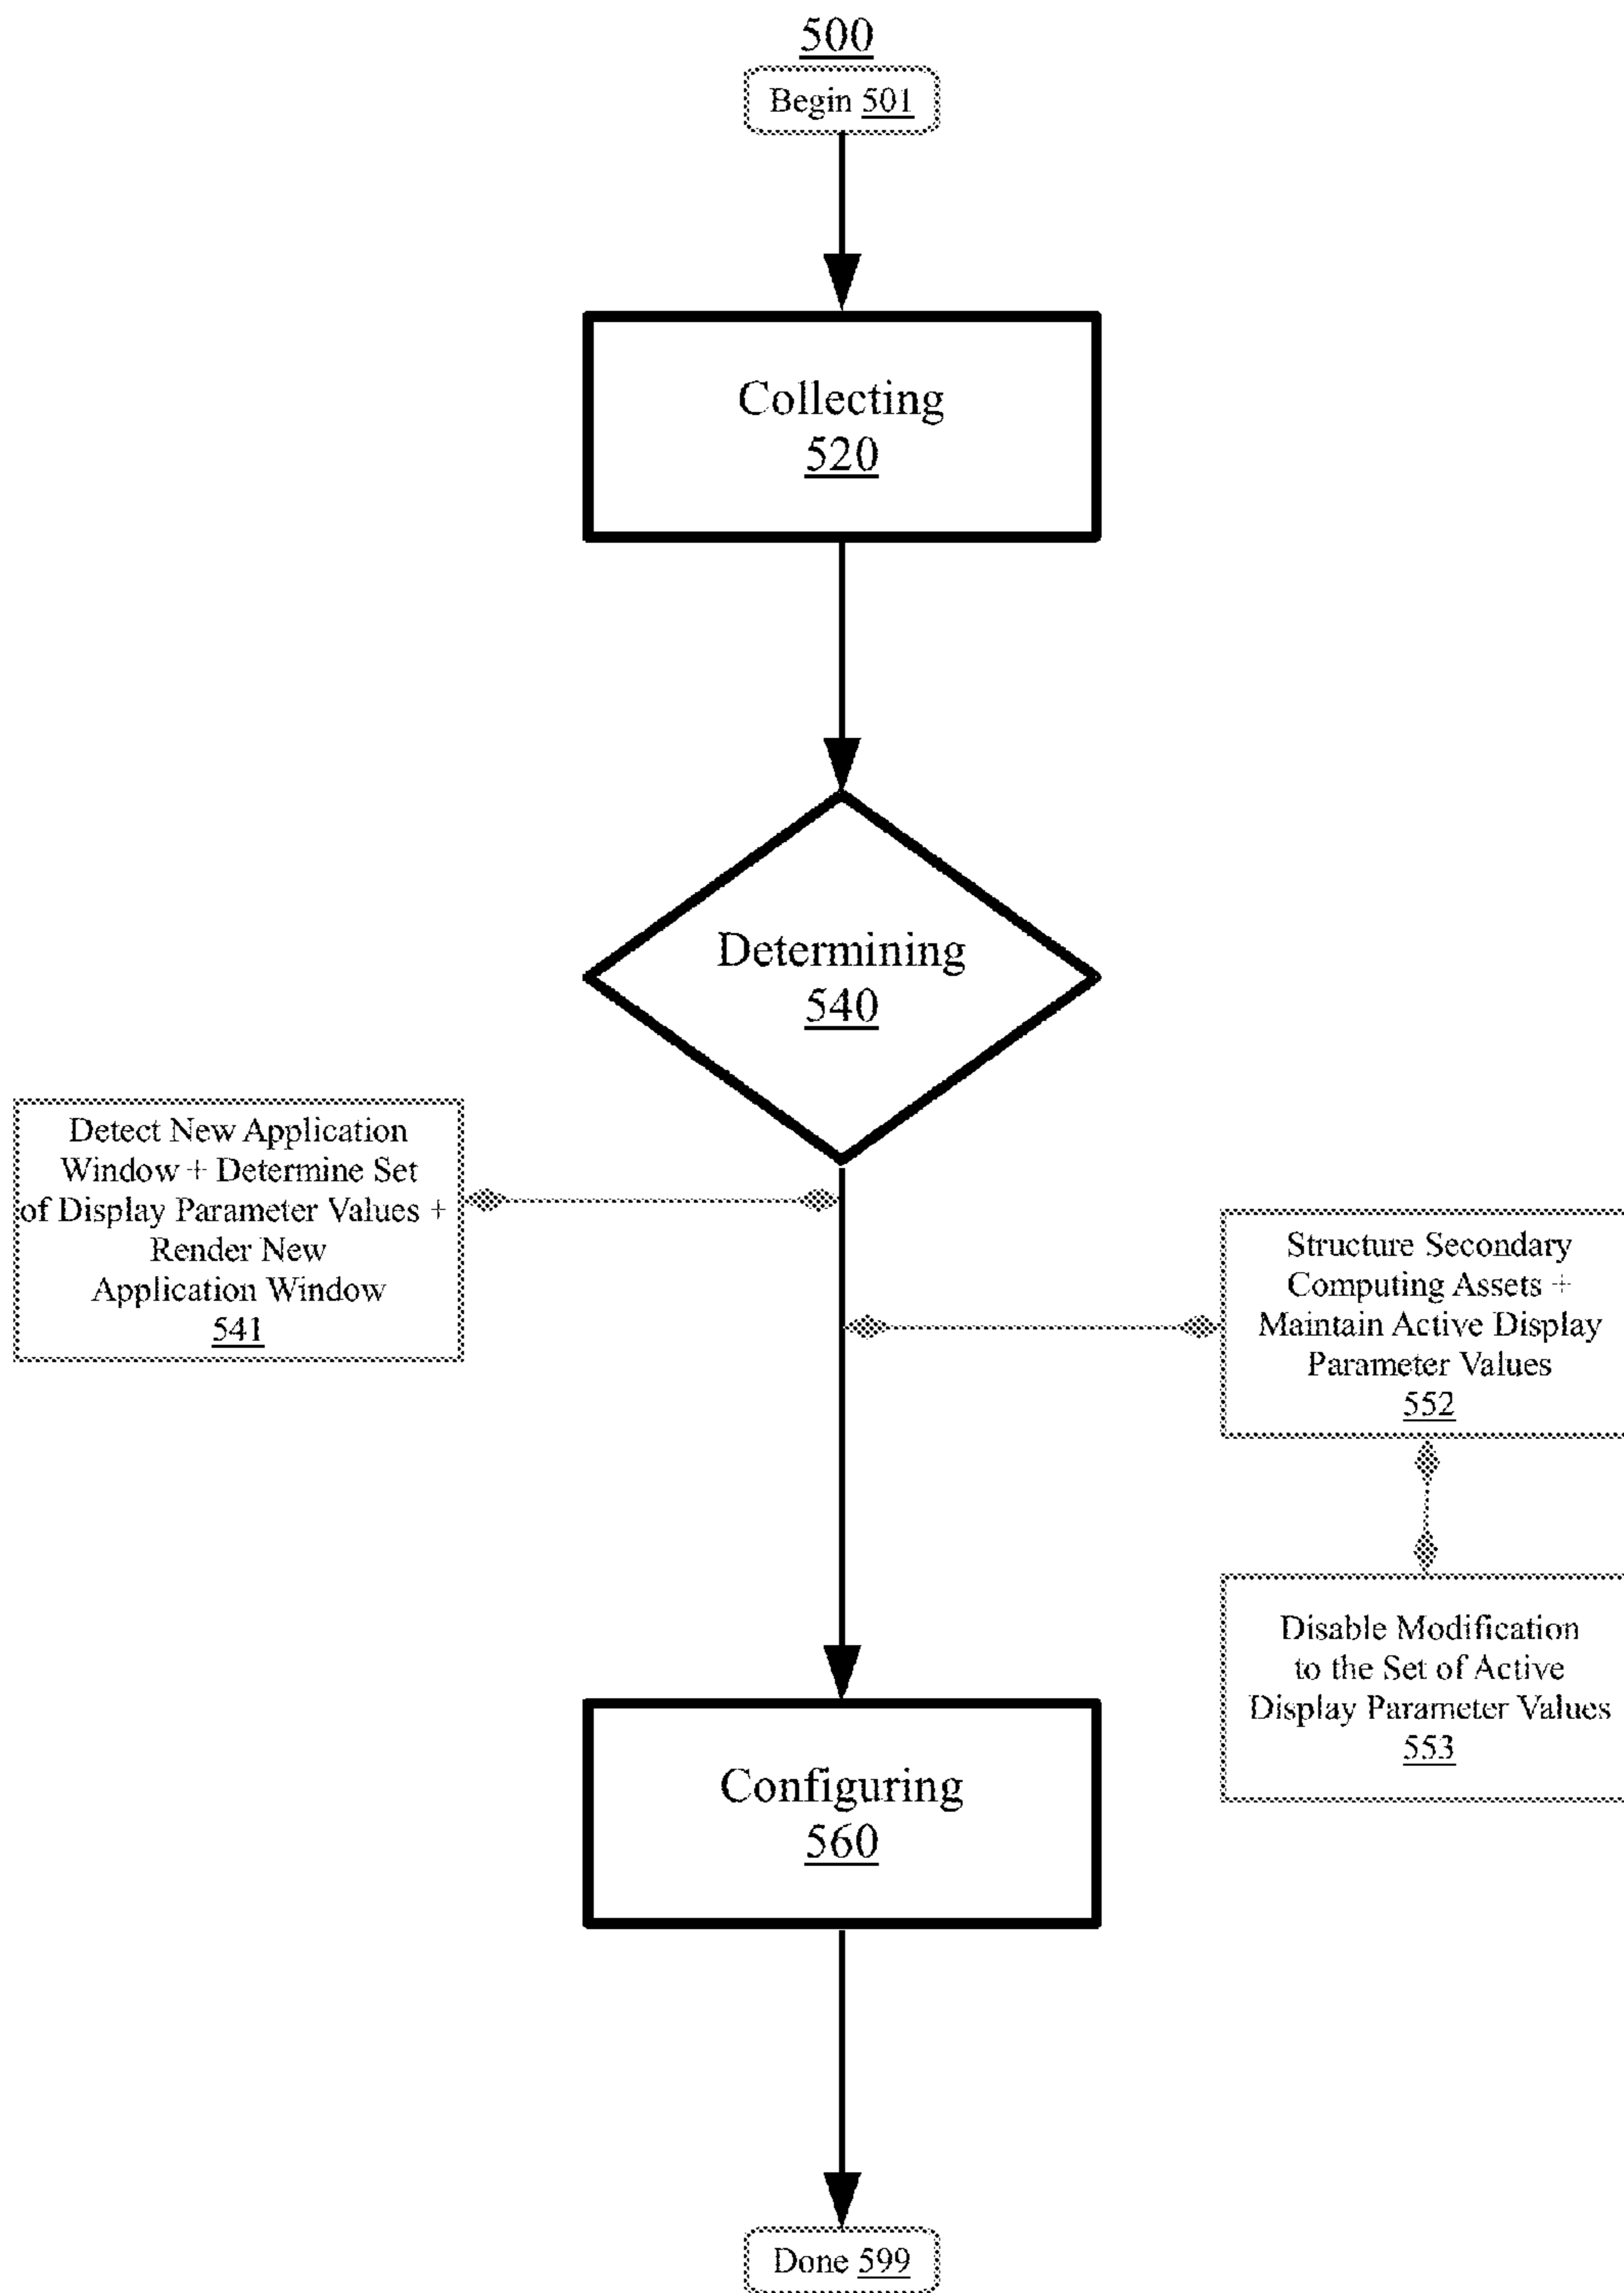 500
Begin 501
Collecting
520
Determining
540
Detect New Application
Window + Determine Set
of Display Parameter Values +
Render New
Application Window
541
Structure Secondary
Computing Assets +
Maintain Active Display
Parameter Values
552
Disable Modification
to the Set of Active
Display Parameter Values
553
Configuring
560
Done 599